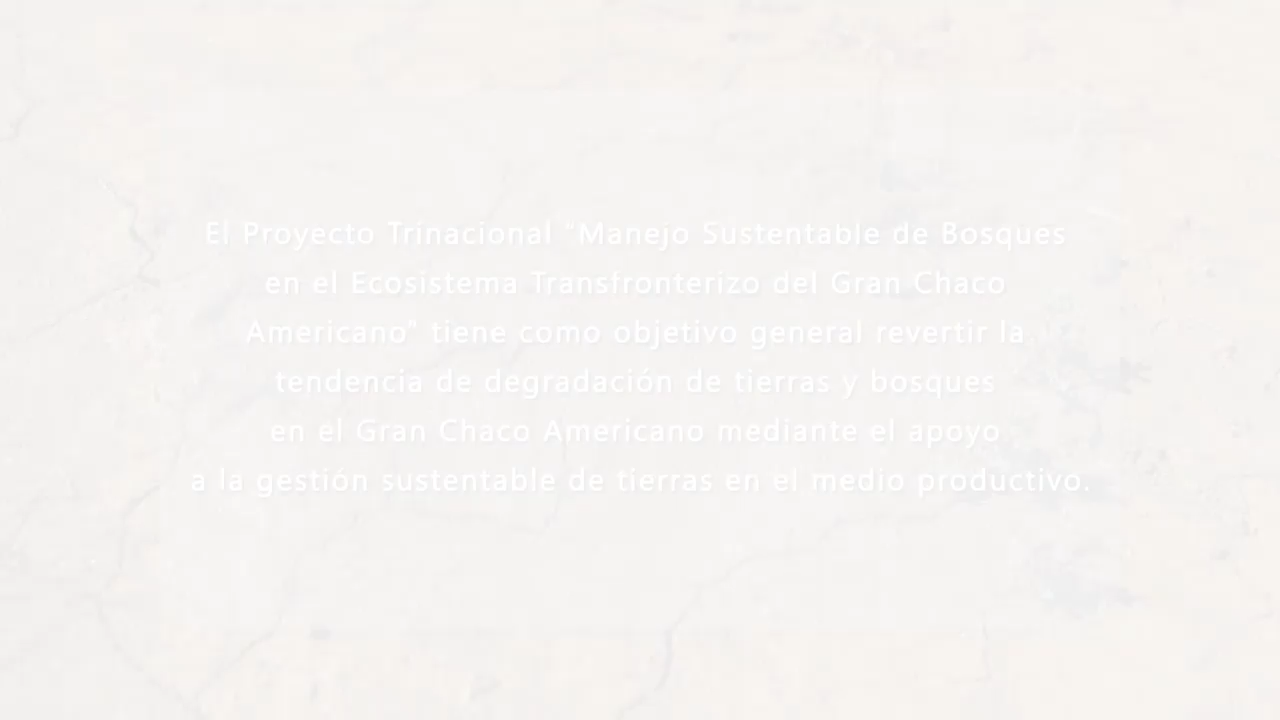 El Proyecto Trinacional “Manejo Sustentable de Bosques
en el Ecosistema Transfronterizo del Gran Chaco
Americano” tiene como objetivo general revertir la
tendencia de degradación de tierras y bosques
en el Gran Chaco Americano mediante el apoyo
a la gestión sustentable de tierras en el medio productivo.